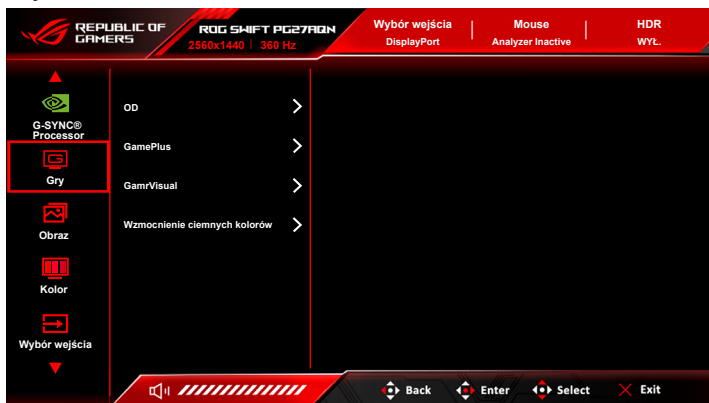 REPUBLIC OF
GAMERS
ROG SWIFT PG27AQN
2560x1440 | 360 Hz
Wybór wejścia
DisplayPort
Mouse
Analyzer Inactive
HDR
WYŁ.
G-SYNC®
Processor
Gry
Obraz
Kolor
Wybór wejścia
OD
GamePlus
GamrVisual
Wzmocnienie ciemnych kolorów
Back
Enter
Select
Exit